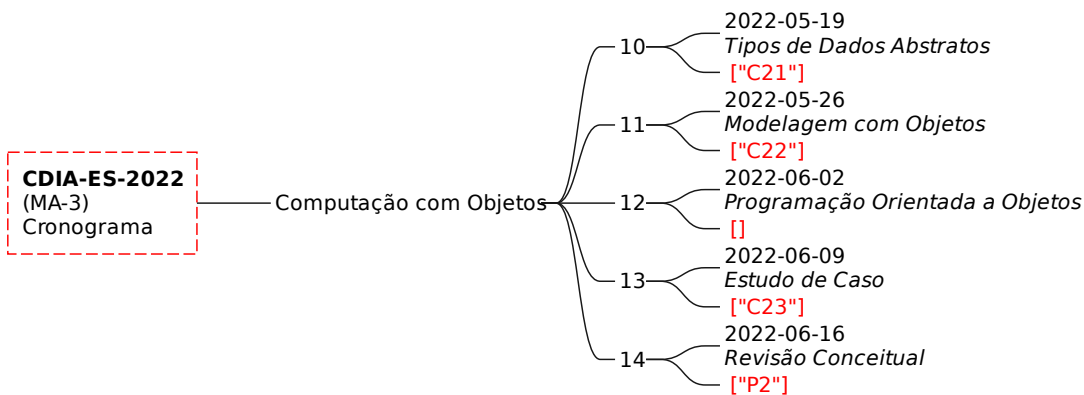 CDIA-ES-2022
(MA-3)
Cronograma
Computação com Objetos
10
2022-05-19
Tipos de Dados Abstratos
["C21"]
11
2022-05-26
Modelagem com Objetos
["C22"]
12
2022-06-02
Programação Orientada a Objetos
[]
13
2022-06-09
Estudo de Caso
["C23"]
14
2022-06-16
Revisão Conceitual
["P2"]